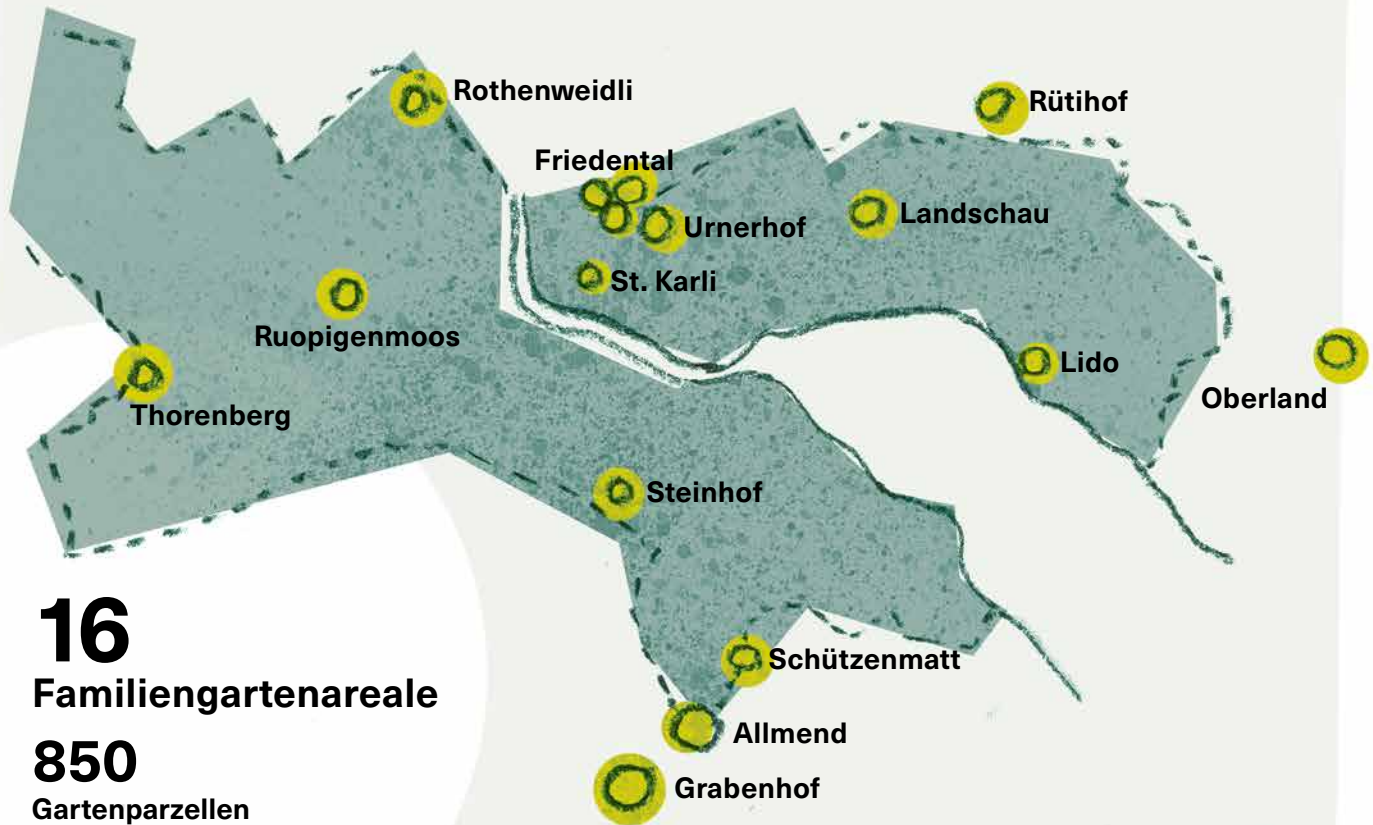 Rothenweidli
Rütihof
Friedental
Urnerhof
Landschau
St. Karli
Ruopigenmoos
Lido
Thorenberg
Oberland
Steinhof
16
Familiengartenareale
Schützenmatt
850
Gartenparzellen
Allmend
Grabenhof